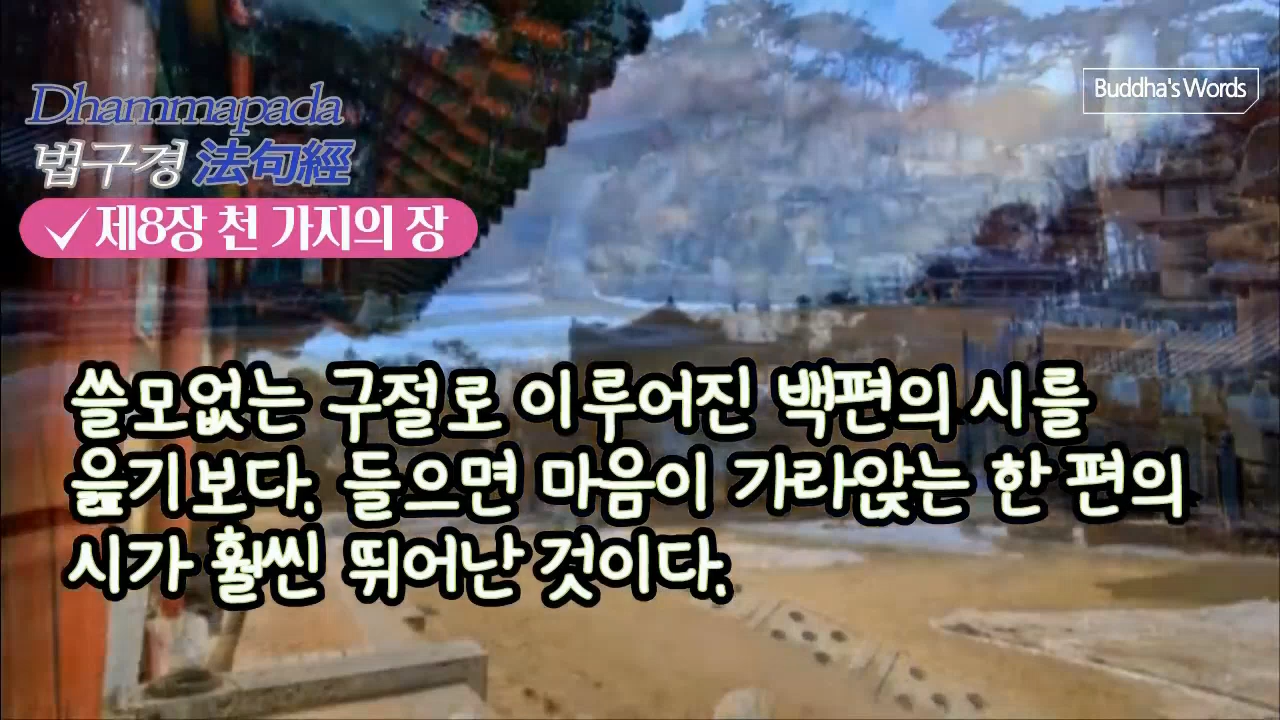 Buddha's Words
Dhammapada
법구경 法句經
제8장 천 가지의 장
쓸모없는 구절로 이루어진 백편의 시를
읊기보다. 들으면 마음이 가라앉는 한 편의
시가 훨씬 뛰어난 것이다.